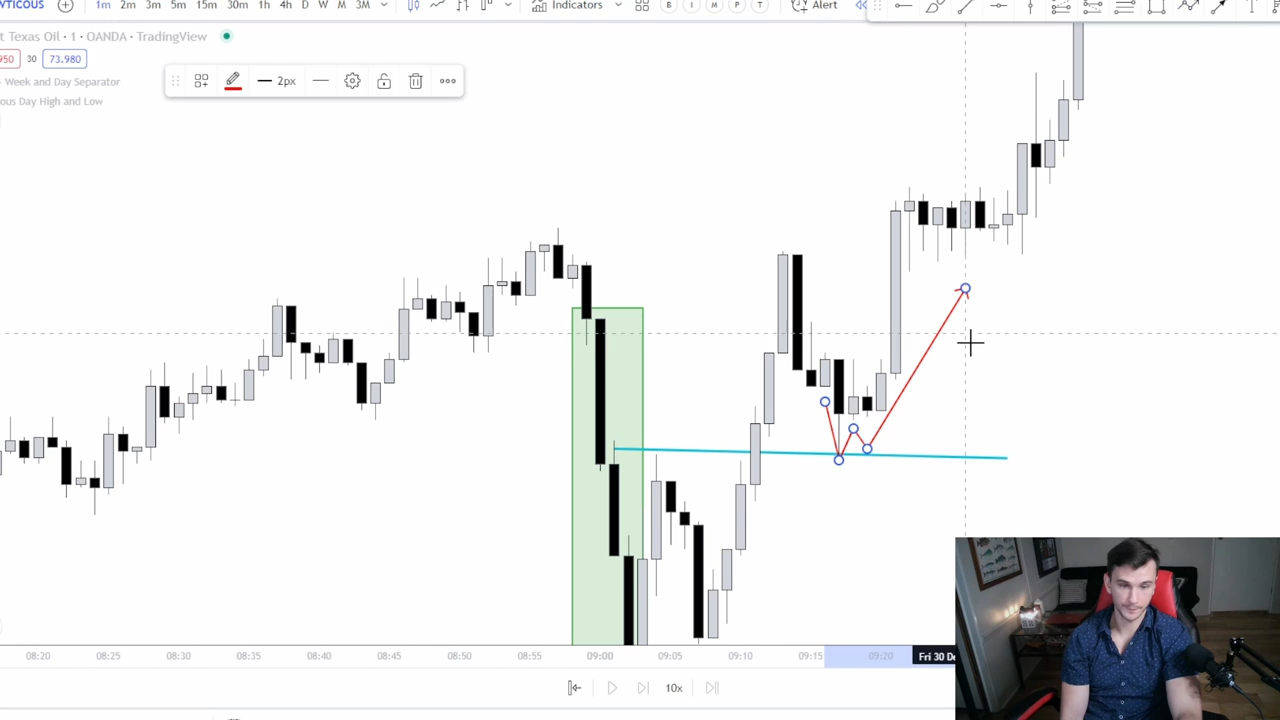 TICOUS 1m 2m 3m 5m 15m 30m 1h 4h D W M 3M Indicators B I M P T Alert
t Texas Oil · 1 · OANDA · TradingView
950 30 73.980
- Week and Day Separator
ous Day High and Low
2px
08:20 08:25 08:30 08:35 08:40 08:45 08:50 08:55 09:00 09:05 09:10 09:15 09:20 Fri 30 De
10x